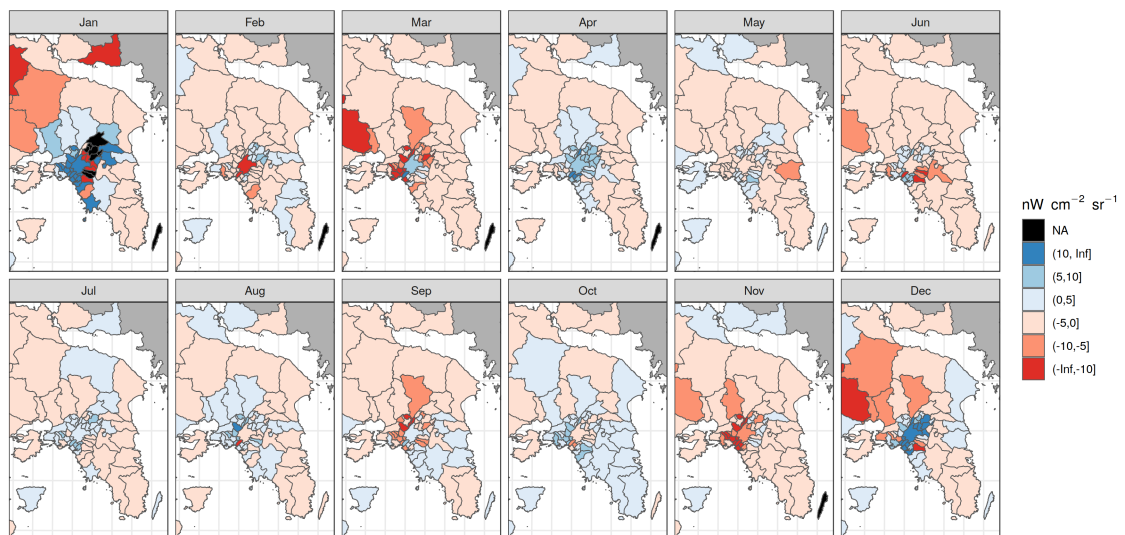 Jan Feb Mar Apr May Jun
Jul Aug Sep Oct Nov Dec
nW cm⁻² sr⁻¹
NA
(10, Inf]
(5,10]
(0,5]
(-5,0]
(-10,-5]
(-Inf,-10]